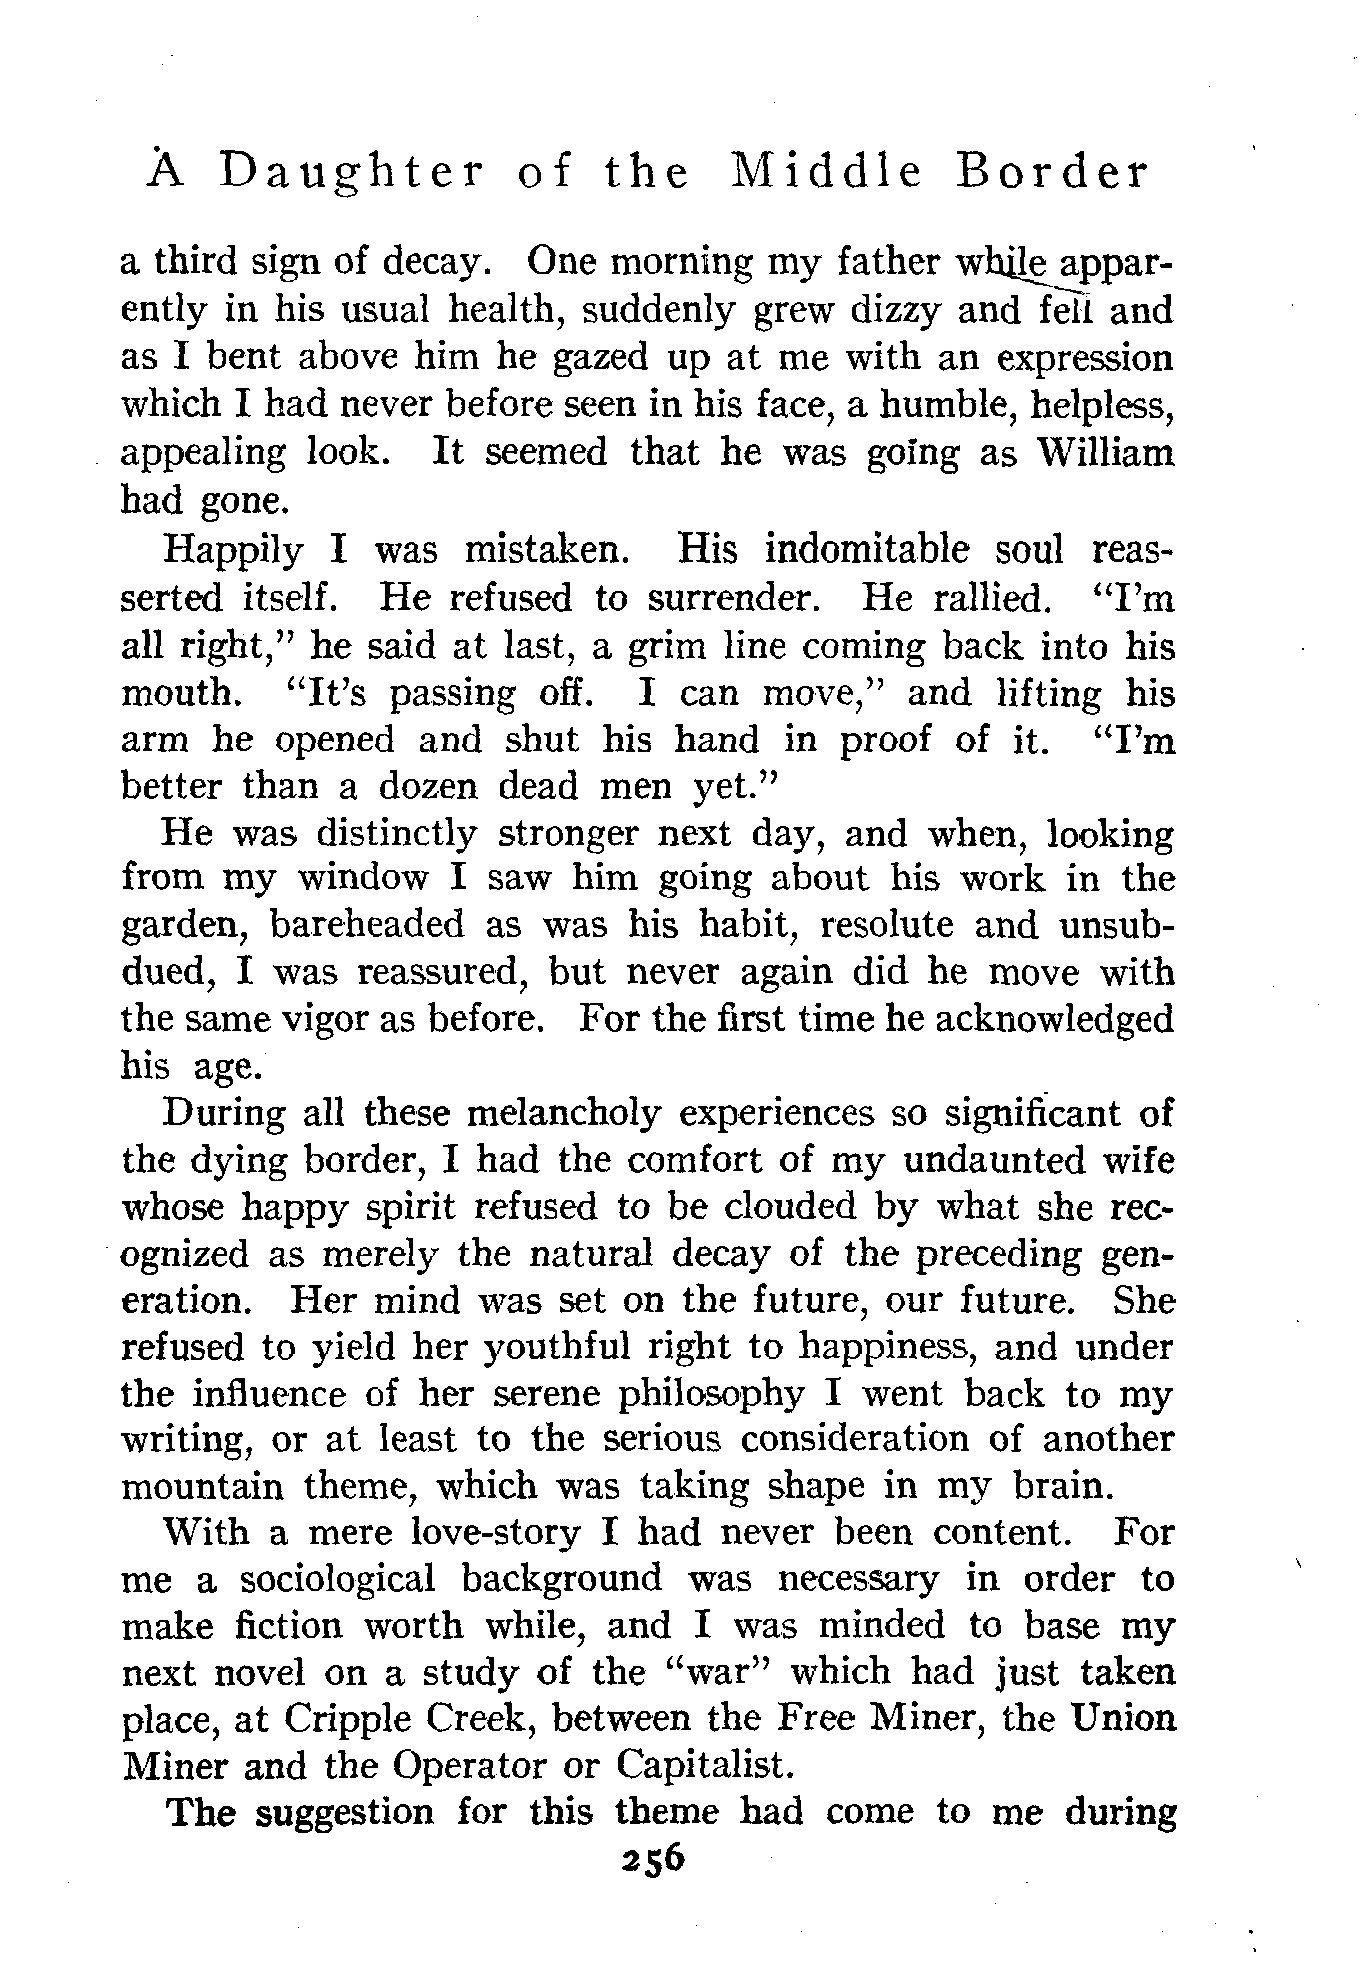 A Daughter of the Middle Border
a third sign of decay. One morning my father while appar-
ently in his usual health, suddenly grew dizzy and fell and
as I bent above him he gazed up at me with an expression
which I had never before seen in his face, a humble, helpless,
appealing look. It seemed that he was going as William
had gone.
Happily I was mistaken. His indomitable soul reas-
serted itself. He refused to surrender. He rallied. “I’m
all right,” he said at last, a grim line coming back into his
mouth. “It’s passing off. I can move,” and lifting his
arm he opened and shut his hand in proof of it. “I’m
better than a dozen dead men yet.”
He was distinctly stronger next day, and when, looking
from my window I saw him going about his work in the
garden, bareheaded as was his habit, resolute and unsub-
dued, I was reassured, but never again did he move with
the same vigor as before. For the first time he acknowledged
his age.
During all these melancholy experiences so significant of
the dying border, I had the comfort of my undaunted wife
whose happy spirit refused to be clouded by what she rec-
ognized as merely the natural decay of the preceding gen-
eration. Her mind was set on the future, our future. She
refused to yield her youthful right to happiness, and under
the influence of her serene philosophy I went back to my
writing, or at least to the serious consideration of another
mountain theme, which was taking shape in my brain.
With a mere love-story I had never been content. For
me a sociological background was necessary in order to
make fiction worth while, and I was minded to base my
next novel on a study of the “war” which had just taken
place, at Cripple Creek, between the Free Miner, the Union
Miner and the Operator or Capitalist.
The suggestion for this theme had come to me during
256